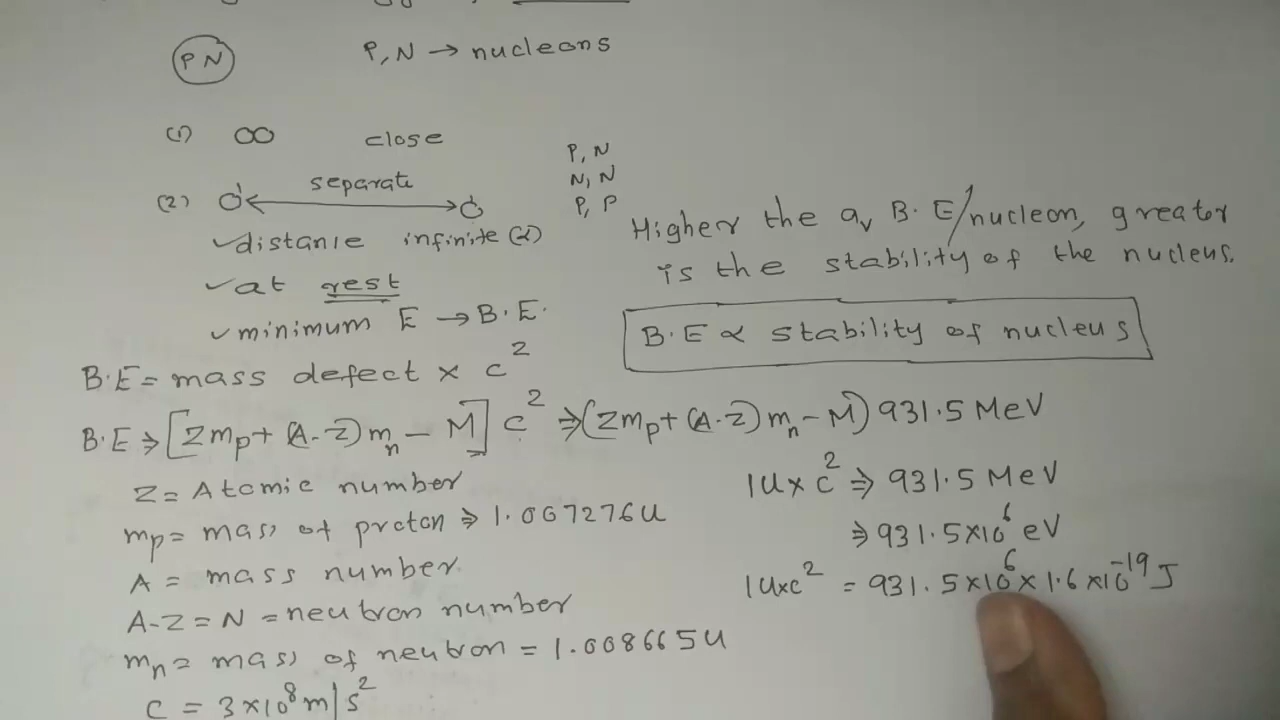 PN
P, N → nucleons
(1) ∞ close
(2) separate
P, N
N, N
P, P
✓distance infinite (α)
✓at rest
✓minimum E → B.E.
Higher the av B.E/nucleon, greater
is the stability of the nucleus.
B.E ∝ stability of nucleus
B.E = mass defect × c²
B.E ⇒ [Zmp + (A-Z)mn - M] c² ⇒ (Zmp + (A-Z)mn - M) 931.5 MeV
Z = Atomic number
mp = mass of proton ⇒ 1.007276u
A = mass number.
A-Z = N = neutron number
mn = mass of neutron = 1.008665u
c = 3×10⁸ m/s²
1u×c² ⇒ 931.5 MeV
⇒ 931.5×10⁶ eV
1u×c² = 931.5×10⁶×1.6×10⁻¹⁹J